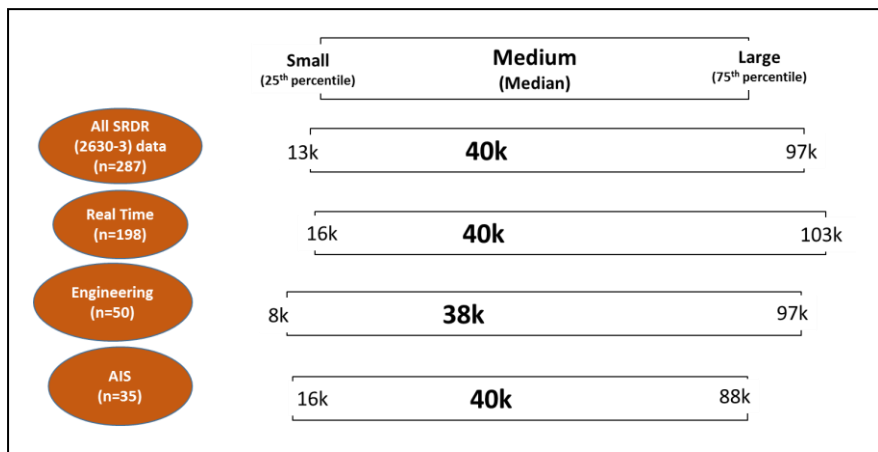 Small
(25th percentile)
Medium
(Median)
Large
(75th percentile)
All SRDR
(2630-3) data
(n=287)
13k
40k
97k
Real Time
(n=198)
16k
40k
103k
Engineering
(n=50)
8k
38k
97k
AIS
(n=35)
16k
40k
88k